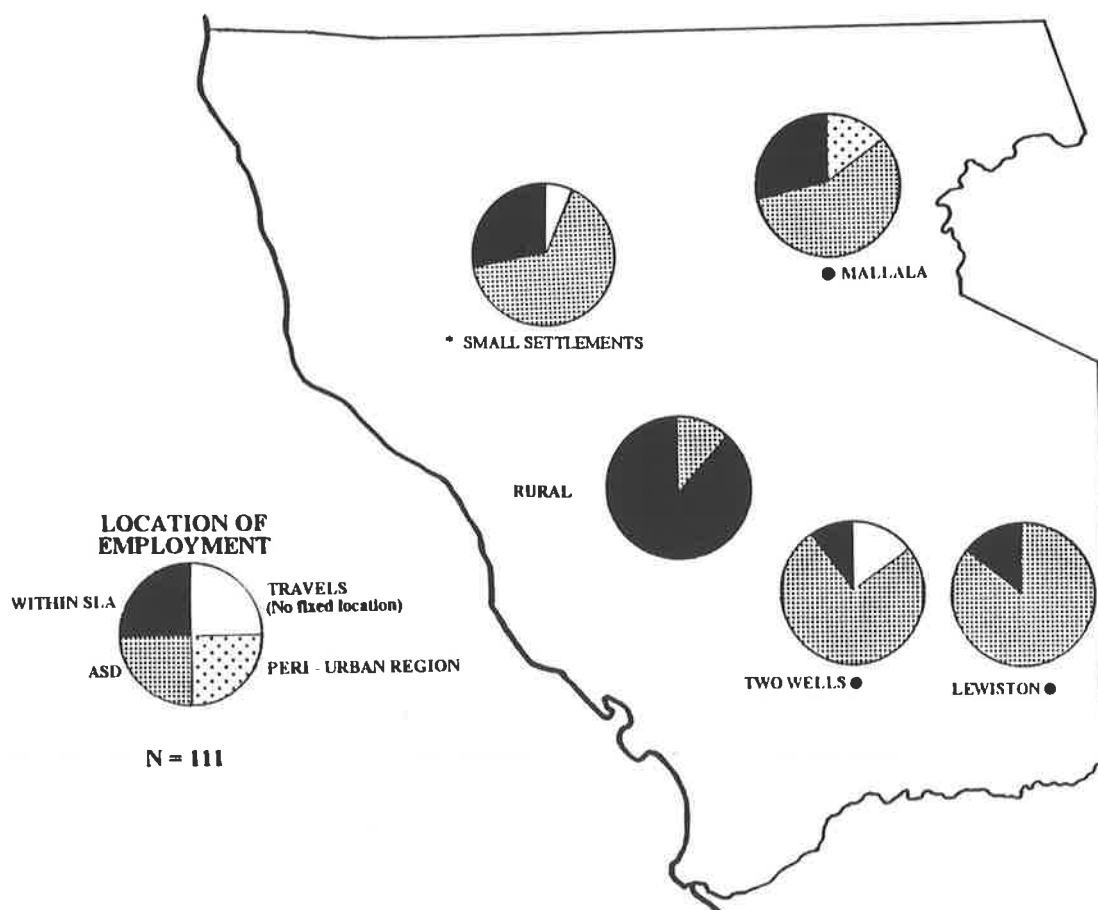 ● MALLALA
* SMALL SETTLEMENTS
RURAL
LOCATION OF
EMPLOYMENT
WITHIN SLA
TRAVELS
(No fixed location)
ASD
PERI - URBAN REGION
TWO WELLS ●
LEWISTON ●
N = 111